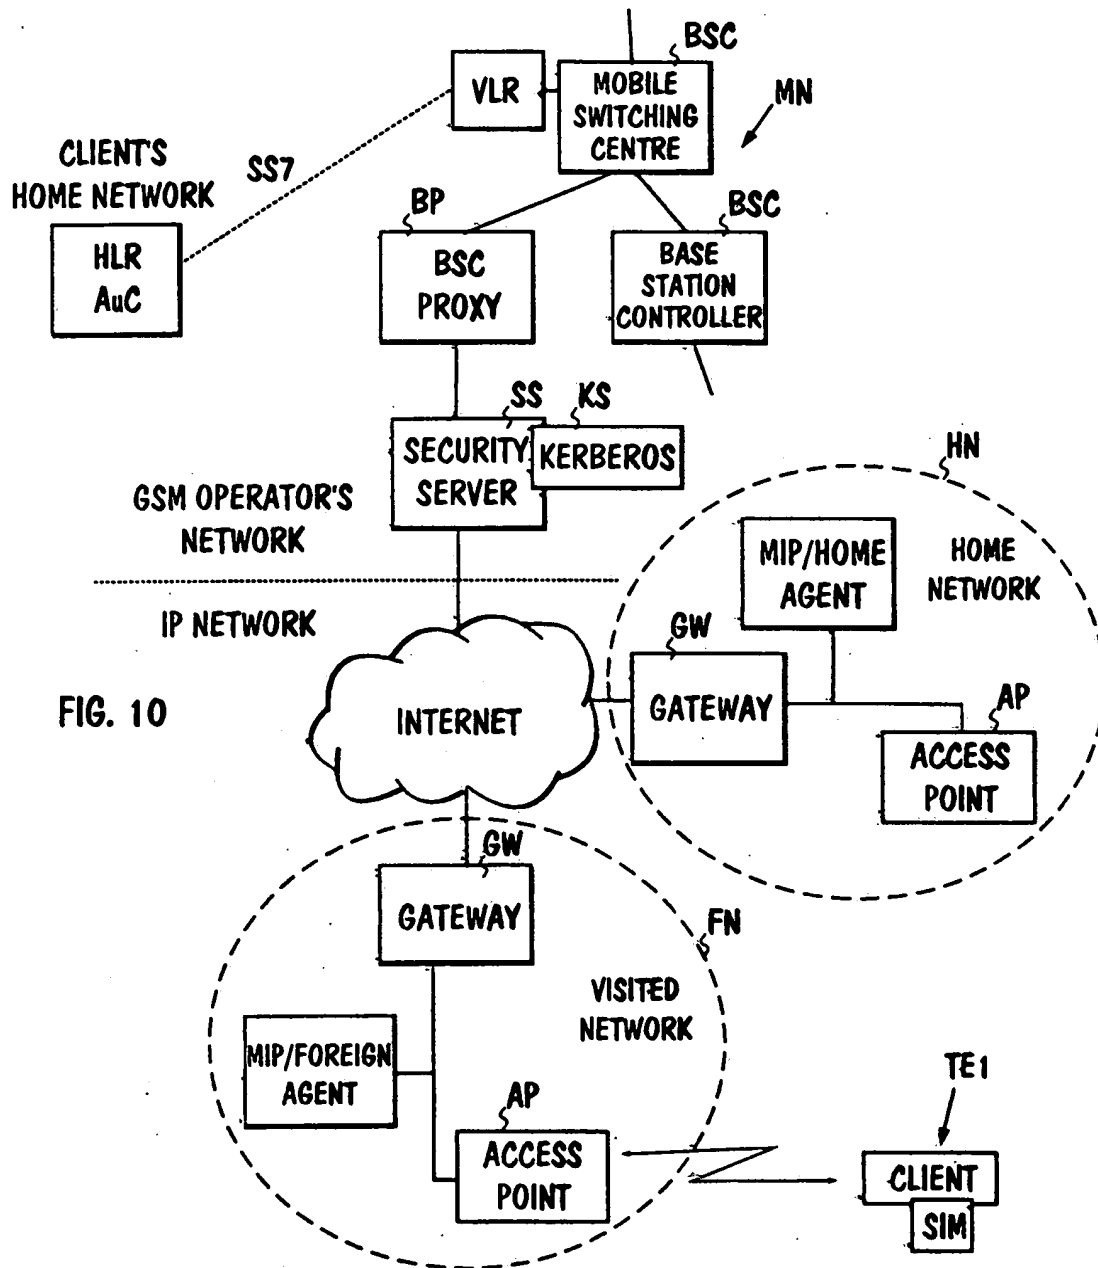 BSC
VLR
MOBILE
SWITCHING
CENTRE
MN
CLIENT'S
HOME NETWORK
SS7
BP
BSC
HLR
AuC
BSC
PROXY
BASE
STATION
CONTROLLER
SS
KS
SECURITY
SERVER
KERBEROS
HN
GSM OPERATOR'S
NETWORK
MIP/HOME
AGENT
HOME
NETWORK
IP NETWORK
GW
FIG. 10
INTERNET
GATEWAY
AP
ACCESS
POINT
GW
GATEWAY
FN
VISITED
NETWORK
MIP/FOREIGN
AGENT
AP
ACCESS
POINT
TE1
CLIENT
SIM